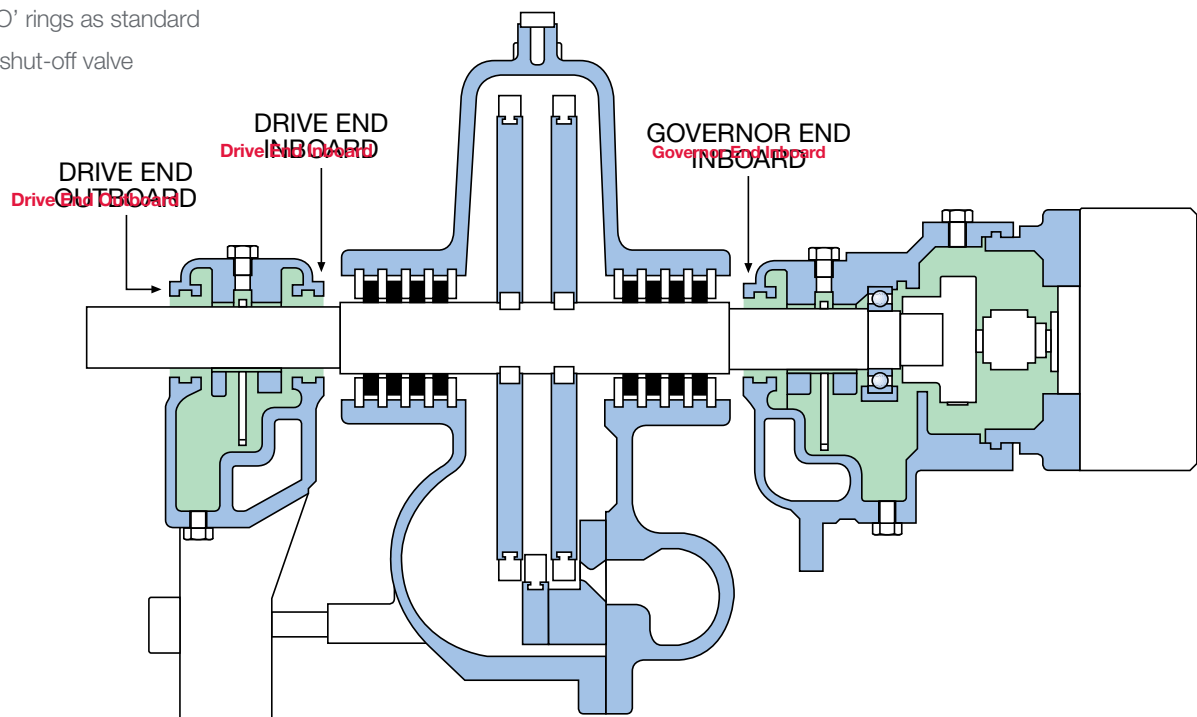 O’ rings as standard
shut-off valve
DRIVE END
INBOARD
Drive End Inboard
GOVERNOR END
INBOARD
Governor End Inboard
DRIVE END
OUTBOARD
Drive End Outboard